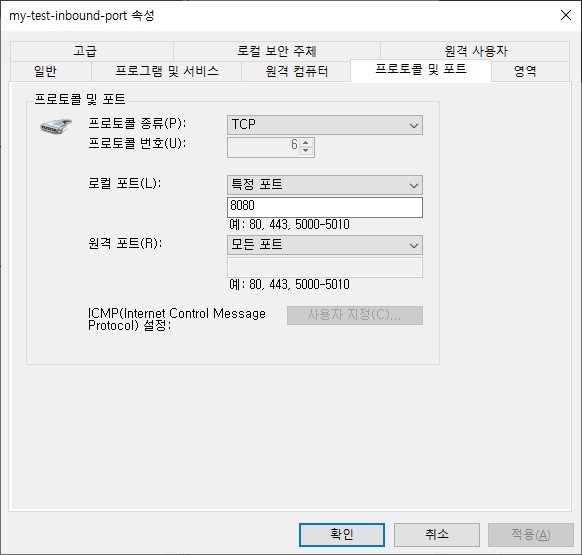 my-test-inbound-port 속성
고급 로컬 보안 주체 원격 사용자
일반 프로그램 및 서비스 원격 컴퓨터 프로토콜 및 포트 영역
프로토콜 및 포트
프로토콜 종류(P): TCP
프로토콜 번호(U): 6
로컬 포트(L): 특정 포트
8080
예: 80, 443, 5000-5010
원격 포트(R): 모든 포트
예: 80, 443, 5000-5010
ICMP(Internet Control Message
Protocol) 설정: 사용자 지정(C)...
확인 취소 적용(A)